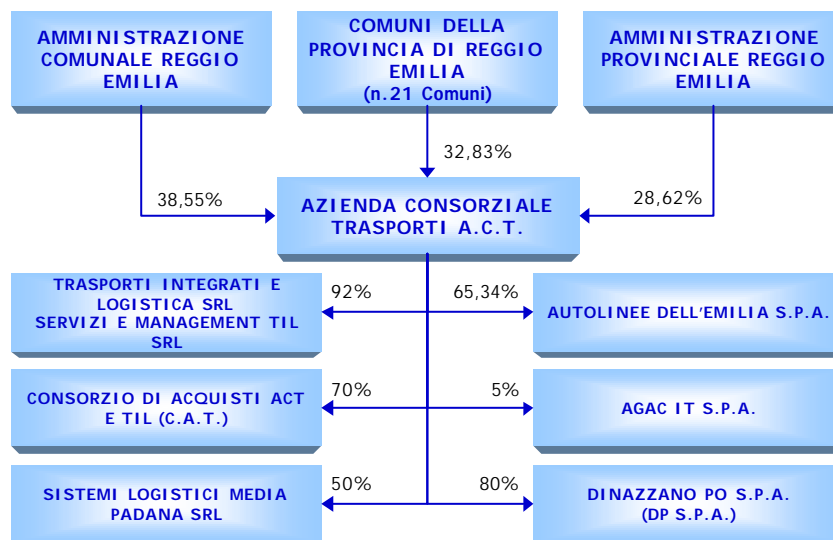 AMMINISTRAZIONE
COMUNALE REGGIO
EMILIA
COMUNI DELLA
PROVINCIA DI REGGIO
EMILIA
(n.21 Comuni)
AMMINISTRAZIONE
PROVINCIALE REGGIO
EMILIA
32,83%
38,55%
28,62%
AZIENDA CONSORZIALE
TRASPORTI A.C.T.
TRASPORTI INTEGRATI E
LOGISTICA SRL
SERVIZI E MANAGEMENT TIL
SRL
92%
65,34%
AUTOLINEE DELL'EMILIA S.P.A.
CONSORZIO DI ACQUISTI ACT
E TIL (C.A.T.)
70%
5%
AGAC IT S.P.A.
SISTEMI LOGISTICI MEDIA
PADANA SRL
50%
80%
DINAZZANO PO S.P.A.
(DP S.P.A.)